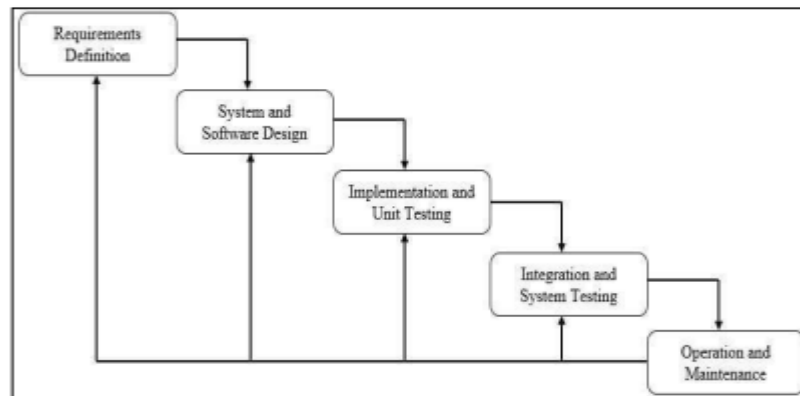 Requirements
Definition
System and
Software Design
Implementation and
Unit Testing
Integration and
System Testing
Operation and
Maintenance